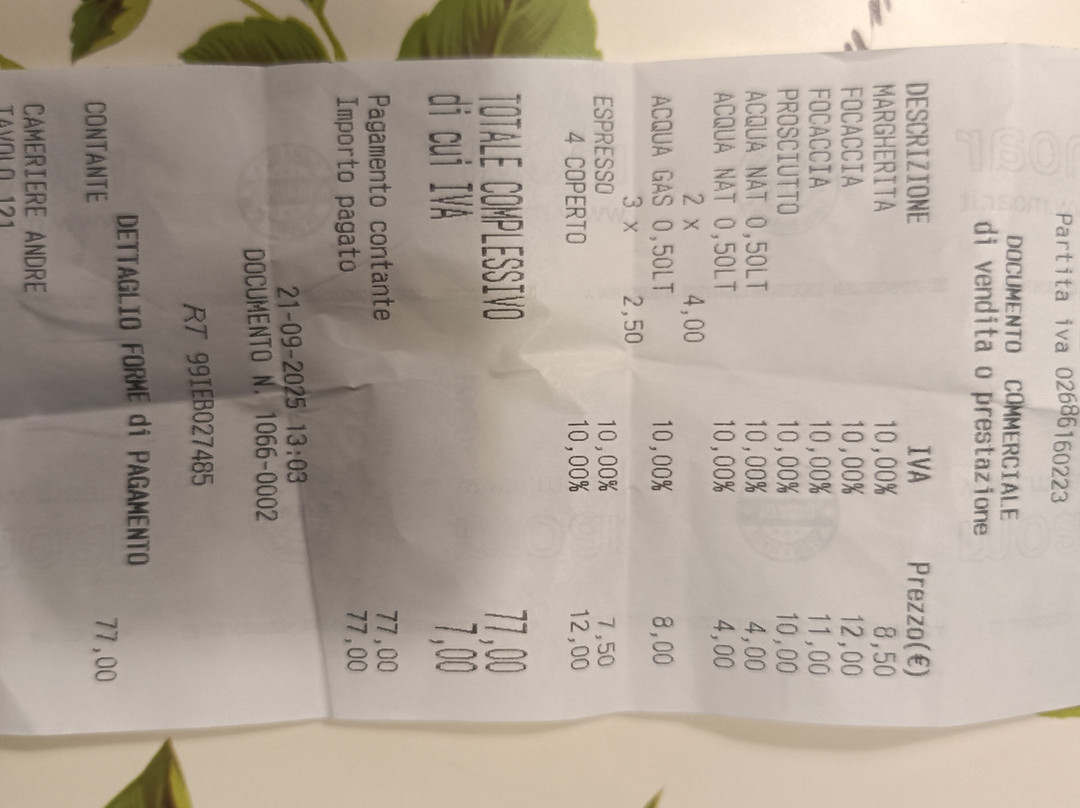 Partita iva 02686160223
DOCUMENTO COMMERCIALE
di vendita o prestazione
DESCRIZIONE IVA Prezzo(€)
MARGHERITA 10,00% 8,50
FOCACCIA 10,00% 12,00
FOCACCIA 10,00% 11,00
PROSCIUTTO 10,00% 10,00
ACQUA NAT 0,50LT 10,00% 4,00
ACQUA NAT 0,50LT 10,00% 4,00
2 x 4,00
ACQUA GAS 0,50LT 10,00% 8,00
3 x 2,50
ESPRESSO 10,00% 7,50
4 COPERTO 10,00% 12,00
TOTALE COMPLESSIVO 77,00
di cui IVA 7,00
Pagamento contante 77,00
Importo pagato 77,00
21-09-2025 13:03
DOCUMENTO N. 1066-0002
RT 99IEB027485
DETTAGLIO FORME di PAGAMENTO
CONTANTE 77,00
CAMERIERE ANDRE
TAVOLO 121